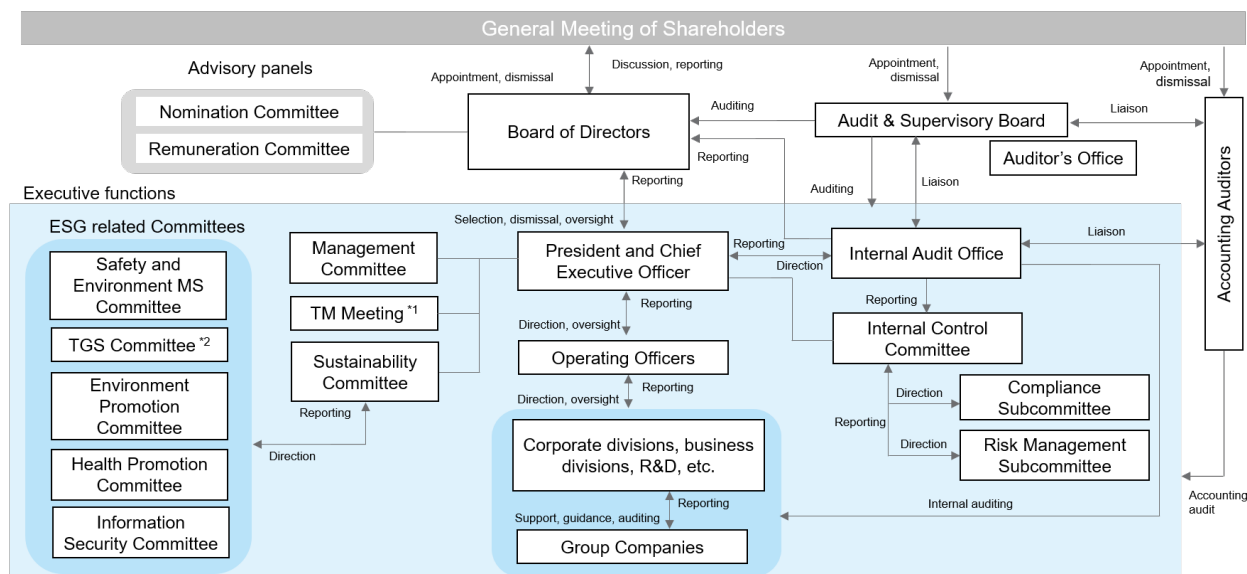 General Meeting of Shareholders
Advisory panels
Nomination Committee
Remuneration Committee
Appointment, dismissal
Discussion, reporting
Board of Directors
Auditing
Reporting
Appointment,
dismissal
Audit & Supervisory Board
Auditor's Office
Liaison
Appointment,
dismissal
Accounting Auditors
Reporting
Auditing
Liaison
Executive functions
Selection, dismissal, oversight
ESG related Committees
Safety and
Environment MS
Committee
TGS Committee *2
Environment
Promotion
Committee
Health Promotion
Committee
Information
Security Committee
Management
Committee
TM Meeting *1
Sustainability
Committee
Reporting
Direction
President and Chief
Executive Officer
Reporting
Direction
Internal Audit Office
Liaison
Reporting
Direction, oversight
Operating Officers
Reporting
Direction, oversight
Corporate divisions, business
divisions, R&D, etc.
Reporting
Support, guidance, auditing
Group Companies
Reporting
Internal Control
Committee
Direction
Reporting
Direction
Compliance
Subcommittee
Risk Management
Subcommittee
Internal auditing
Accounting
audit